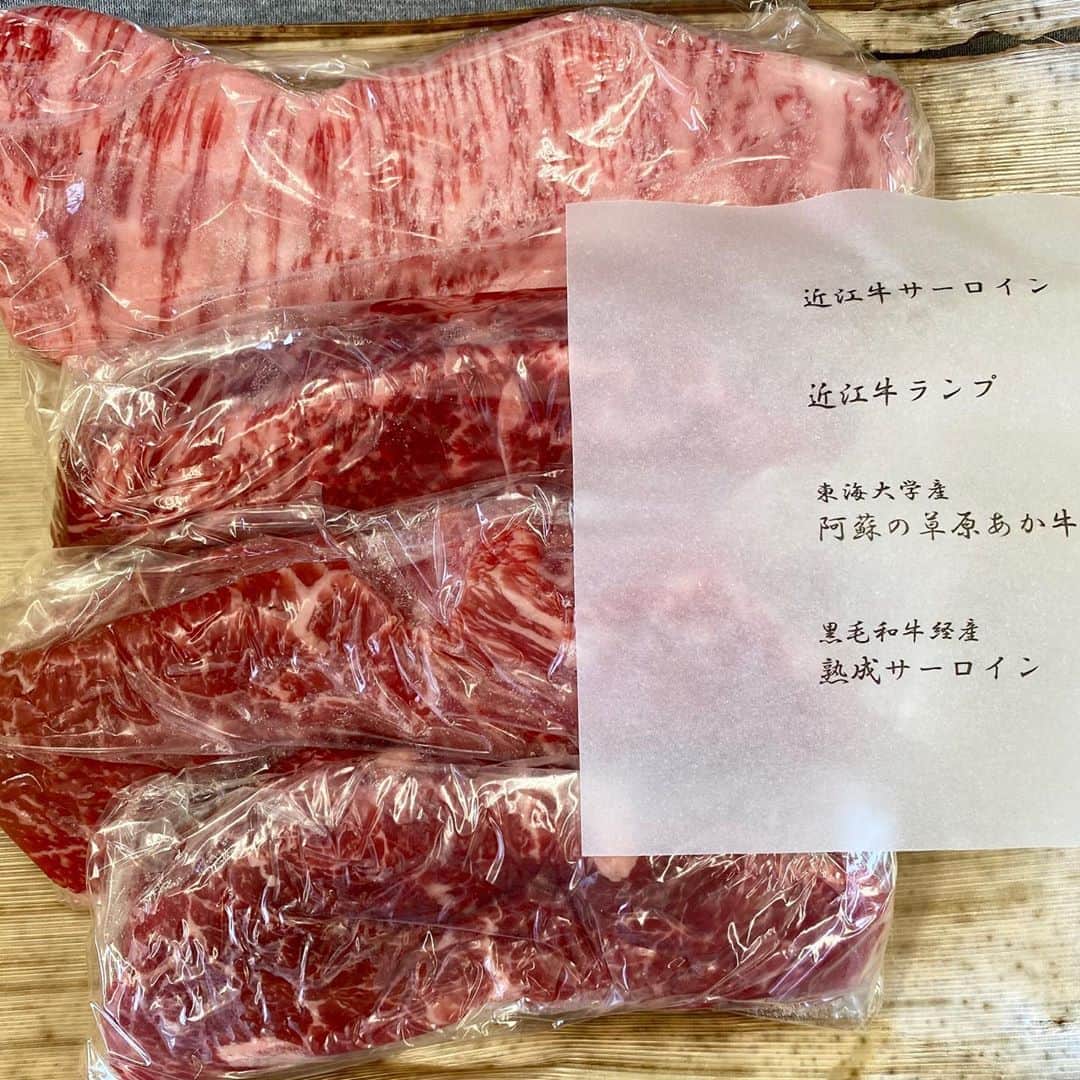 近江牛サーロイン
近江牛ランプ
東海大学産
阿蘇の草原あか牛
黒毛和牛経産
熟成サーロイン